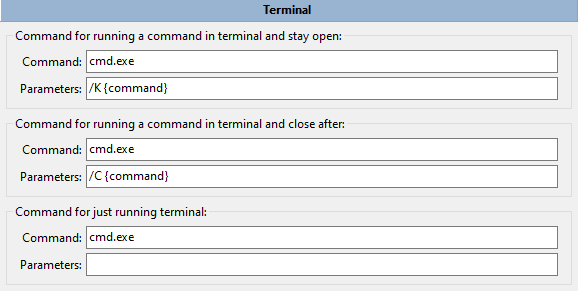 Terminal
Command for running a command in terminal and stay open:
Command: cmd.exe
Parameters: /K {command}
Command for running a command in terminal and close after:
Command: cmd.exe
Parameters: /C {command}
Command for just running terminal:
Command: cmd.exe
Parameters: